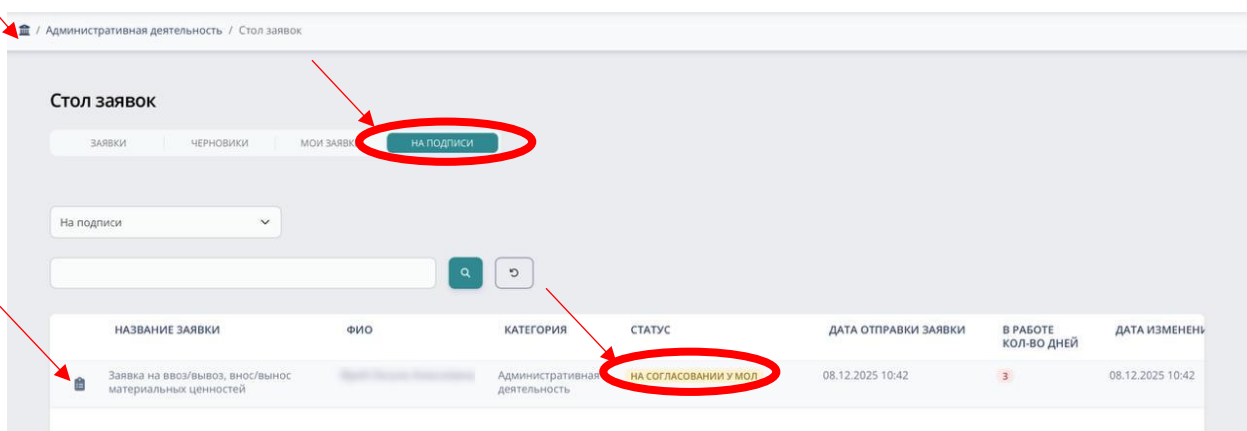 / Административная деятельность / Стол заявок
Стол заявок
ЗАЯВКИ ЧЕРНОВИКИ МОИ ЗАЯВК НА ПОДПИСИ
На подписи
НАЗВАНИЕ ЗАЯВКИ ФИО КАТЕГОРИЯ СТАТУС ДАТА ОТПРАВКИ ЗАЯВКИ В РАБОТЕ ДАТА ИЗМЕНЕНИ
КОЛ-ВО ДНЕЙ
Заявка на ввоз/вывоз, внос/вынос Административная НА СОГЛАСОВАНИИ У МОЛ 08.12.2025 10:42 3 08.12.2025 10:42
материальных ценностей деятельность